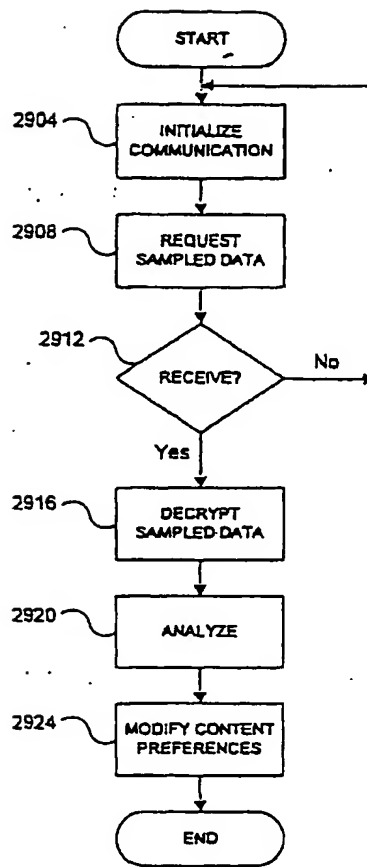 START
2904
INITIALIZE
COMMUNICATION
2908
REQUEST
SAMPLED DATA
2912
RECEIVE?
No
Yes
2916
DECRYPT
SAMPLED DATA
2920
ANALYZE
2924
MODIFY CONTENT
PREFERENCES
END